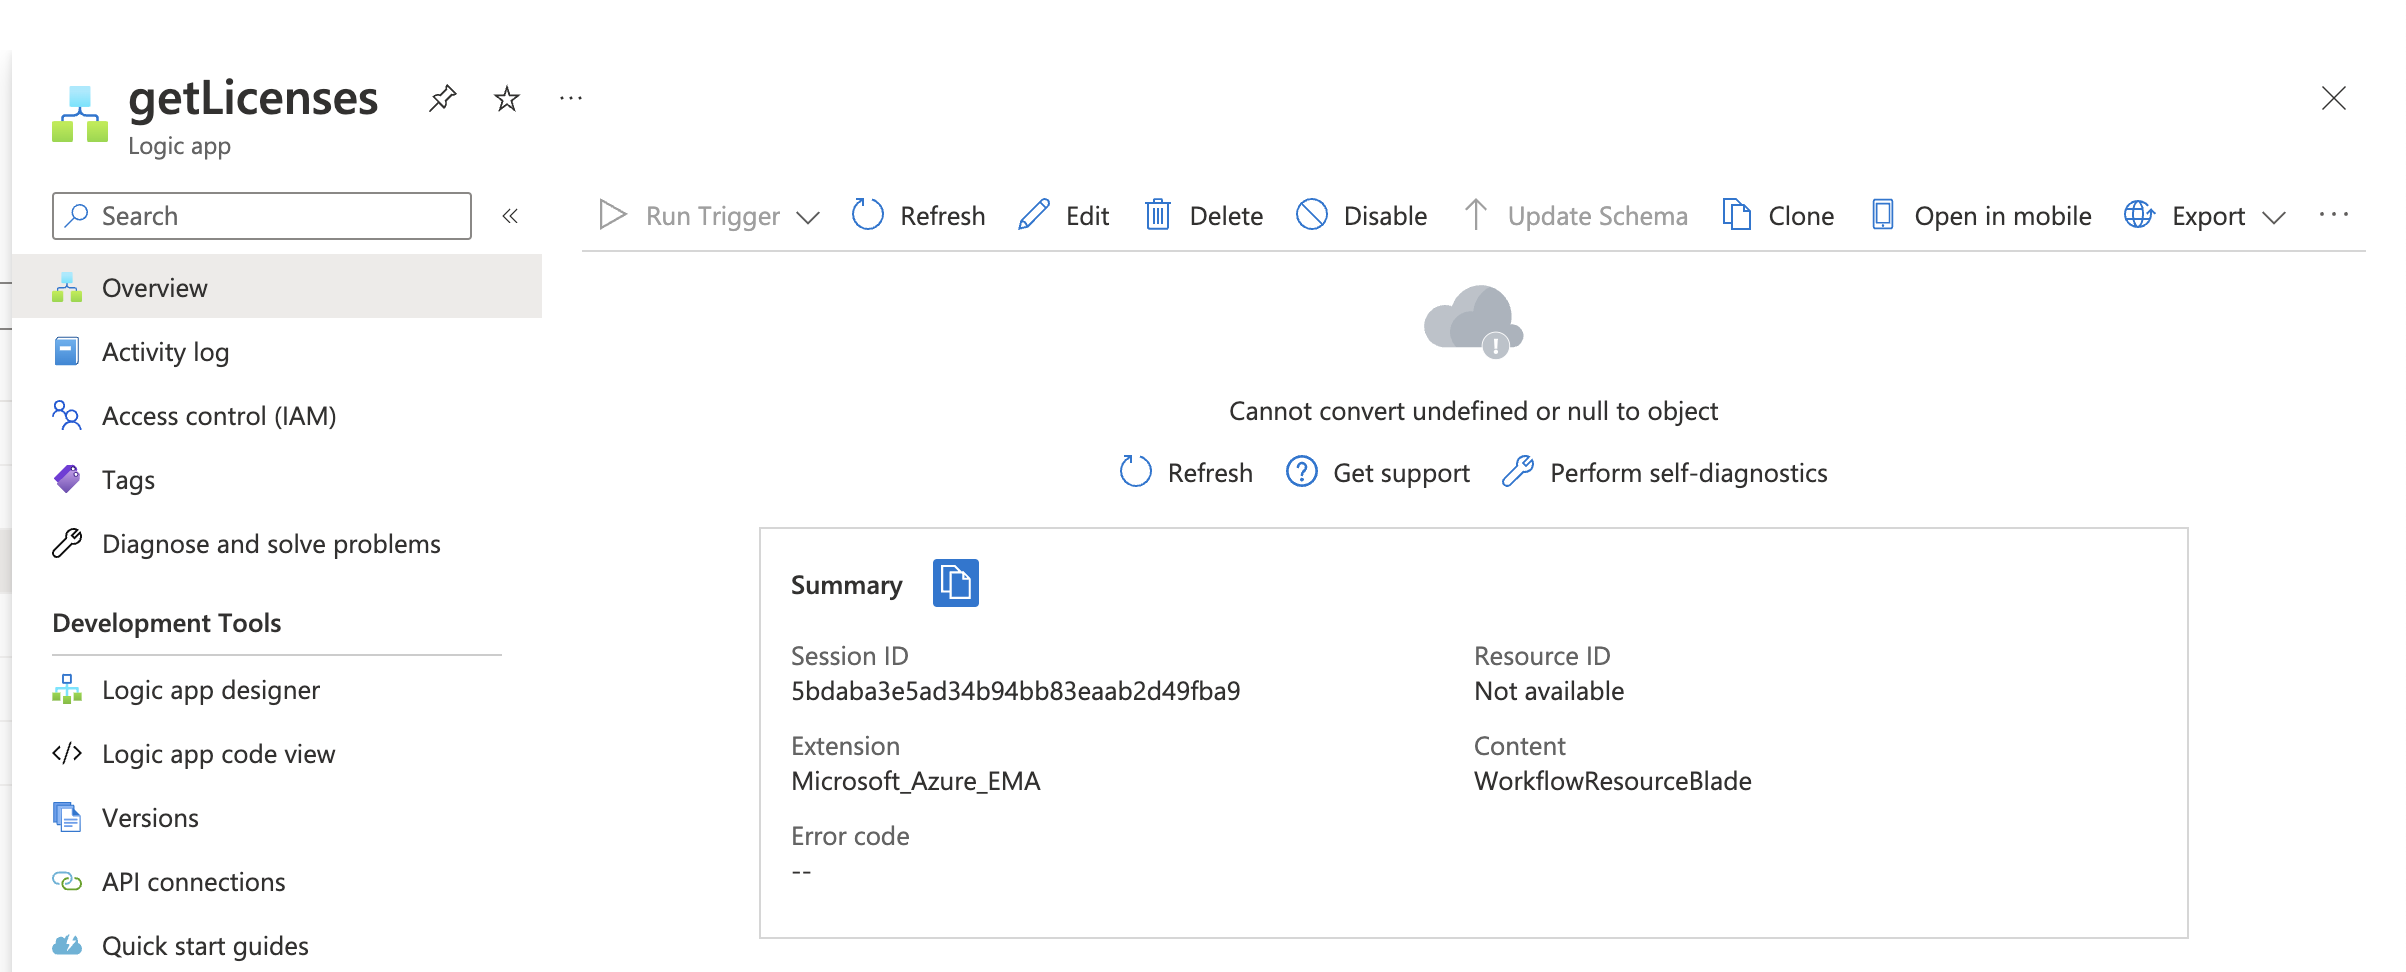 getLicenses
Logic app
Search
Overview
Activity log
Access control (IAM)
Tags
Diagnose and solve problems
Development Tools
Logic app designer
Logic app code view
Versions
API connections
Quick start guides
Run Trigger Refresh Edit Delete Disable Update Schema Clone Open in mobile Export
Cannot convert undefined or null to object
Refresh Get support Perform self-diagnostics
Summary
Session ID
5bdaba3e5ad34b94bb83eaab2d49fba9
Resource ID
Not available
Extension
Microsoft_Azure_EMA
Content
WorkflowResourceBlade
Error code
--